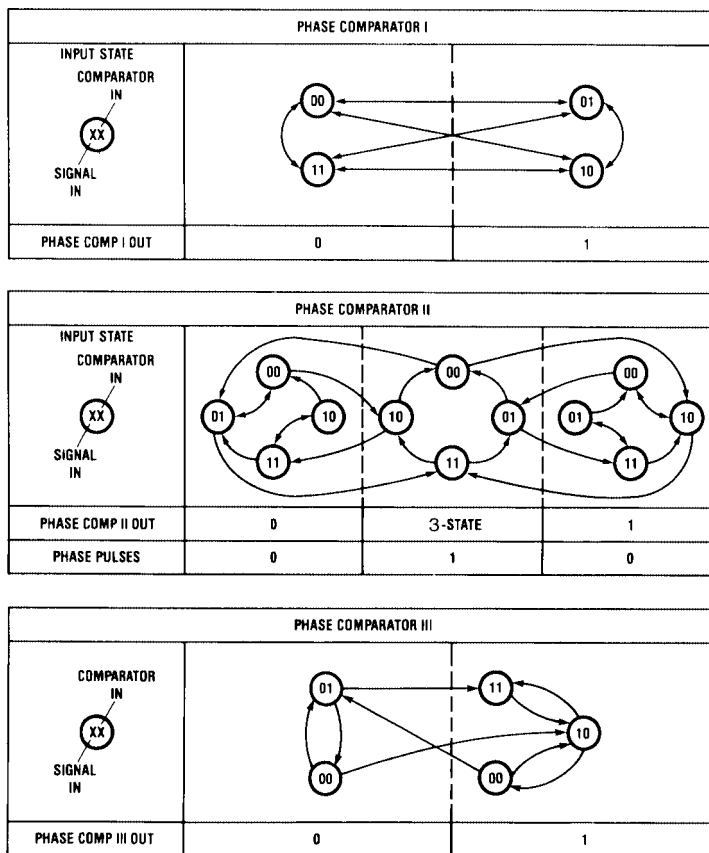 PHASE COMPARATOR I
INPUT STATE
COMPARATOR
IN
XX
SIGNAL
IN
00 01
11 10
PHASE COMP I OUT 0 1
PHASE COMPARATOR II
INPUT STATE
COMPARATOR
IN
XX
SIGNAL
IN
00 00 00
01 10 10 01 01 10
11 11 11
PHASE COMP II OUT 0 3-STATE 1
PHASE PULSES 0 1 0
PHASE COMPARATOR III
COMPARATOR
IN
XX
SIGNAL
IN
01 11
10
00 00
PHASE COMP III OUT 0 1